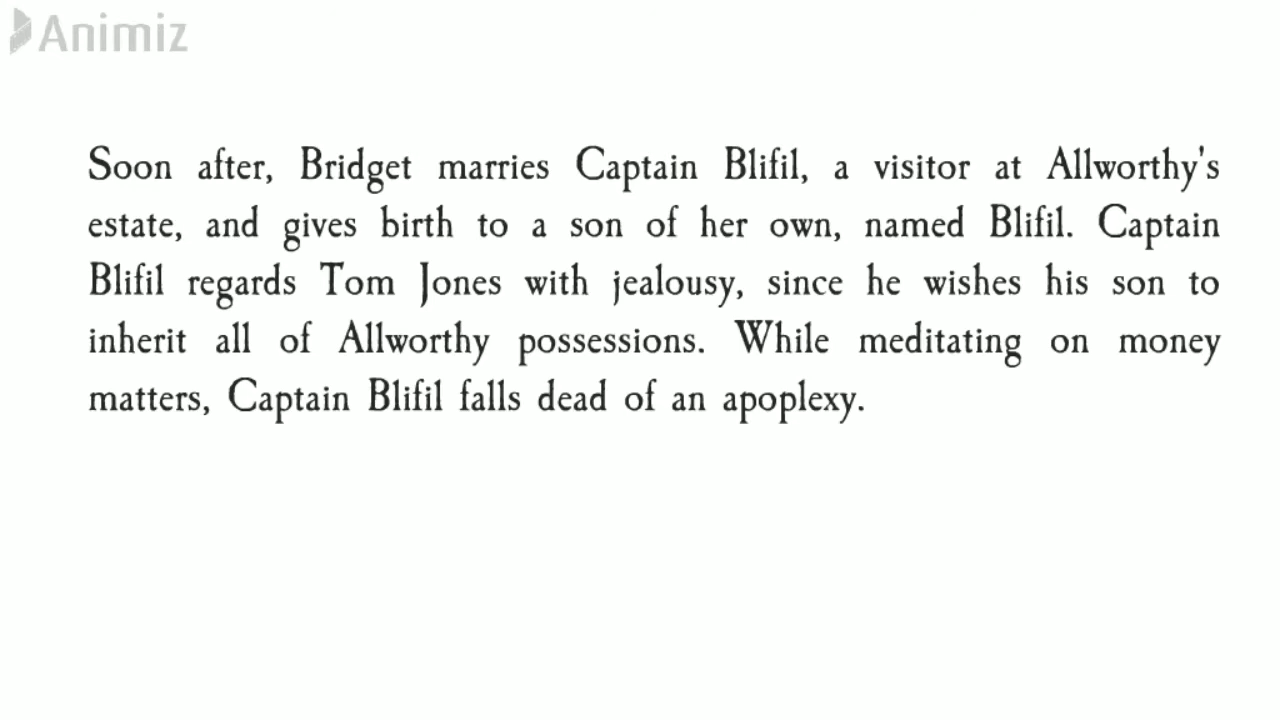 Animiz
Soon after, Bridget marries Captain Blifil, a visitor at Allworthy's
estate, and gives birth to a son of her own, named Blifil. Captain
Blifil regards Tom Jones with jealousy, since he wishes his son to
inherit all of Allworthy possessions. While meditating on money
matters, Captain Blifil falls dead of an apoplexy.